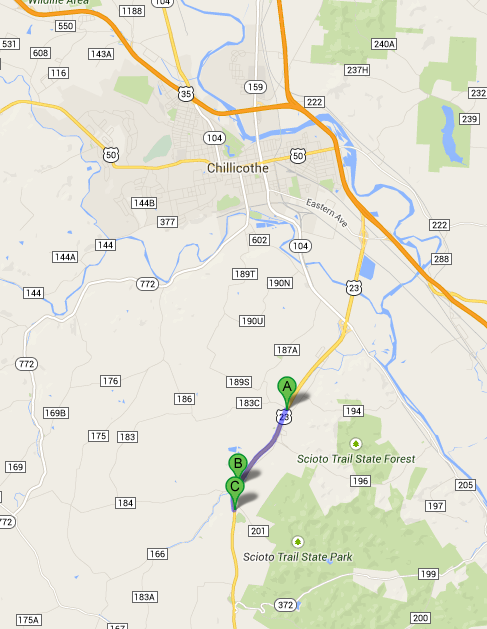 Wildlife Area
104
1188
550
531
608
143A
240A
116
237H
35
159
232
222
239
104
50
50
Chillicothe
144B
Eastern Ave
377
222
602
104
144
288
144A
189T
190N
772
23
144
190U
187A
772
176
189S
A
186
183C
169B
23
194
175
183
Scioto Trail State Forest
B
169
196
C
205
184
197
772
201
166
Scioto Trail State Park
199
183A
372
175A
200
167